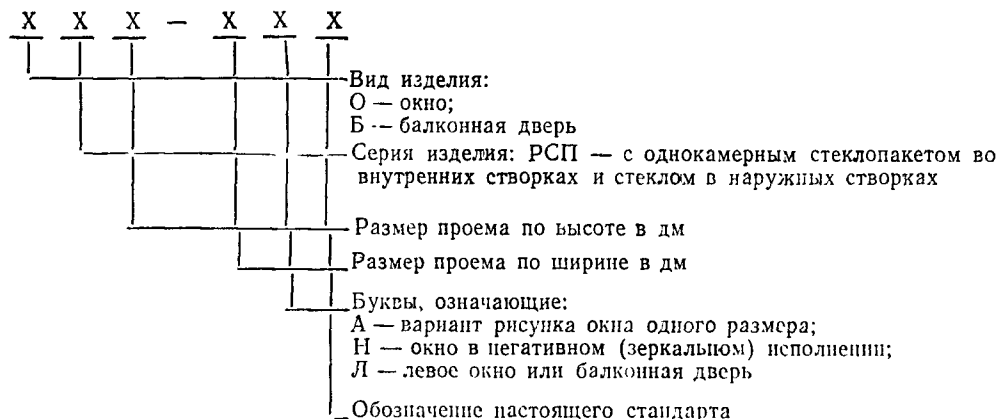 X X X — X X X
Вид изделия:
О — окно;
Б — балконная дверь
Серия изделия: РСП — с однокамерным стеклопакетом во
внутренних створках и стеклом в наружных створках
Размер проема по высоте в дм
Размер проема по ширине в дм
Буквы, означающие:
А — вариант рисунка окна одного размера;
Н — окно в негативном (зеркальном) исполнении;
Л — левое окно или балконная дверь
Обозначение настоящего стандарта